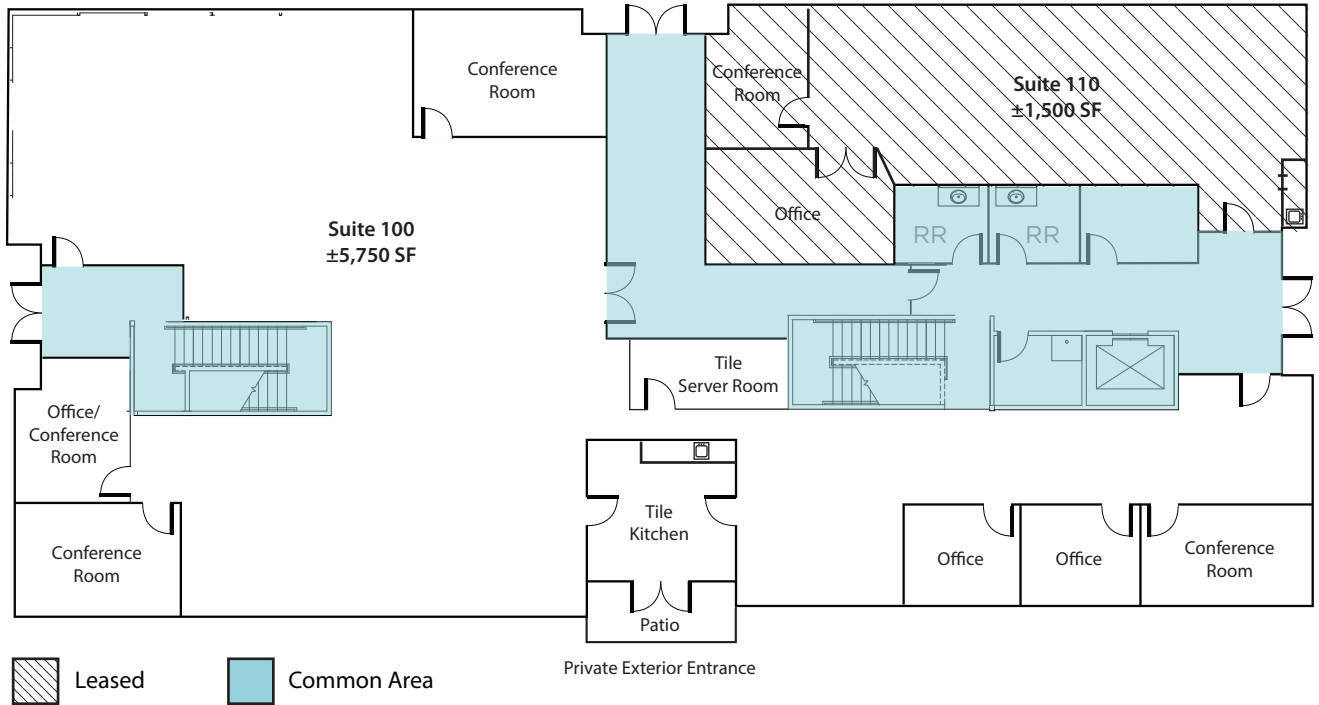 Conference
Room
Conference
Room
Suite 110
±1,500 SF
Suite 100
±5,750 SF
Office
RR
RR
Tile
Server Room
Office/
Conference
Room
Tile
Kitchen
Conference
Room
Office
Office
Conference
Room
Patio
Private Exterior Entrance
Leased
Common Area